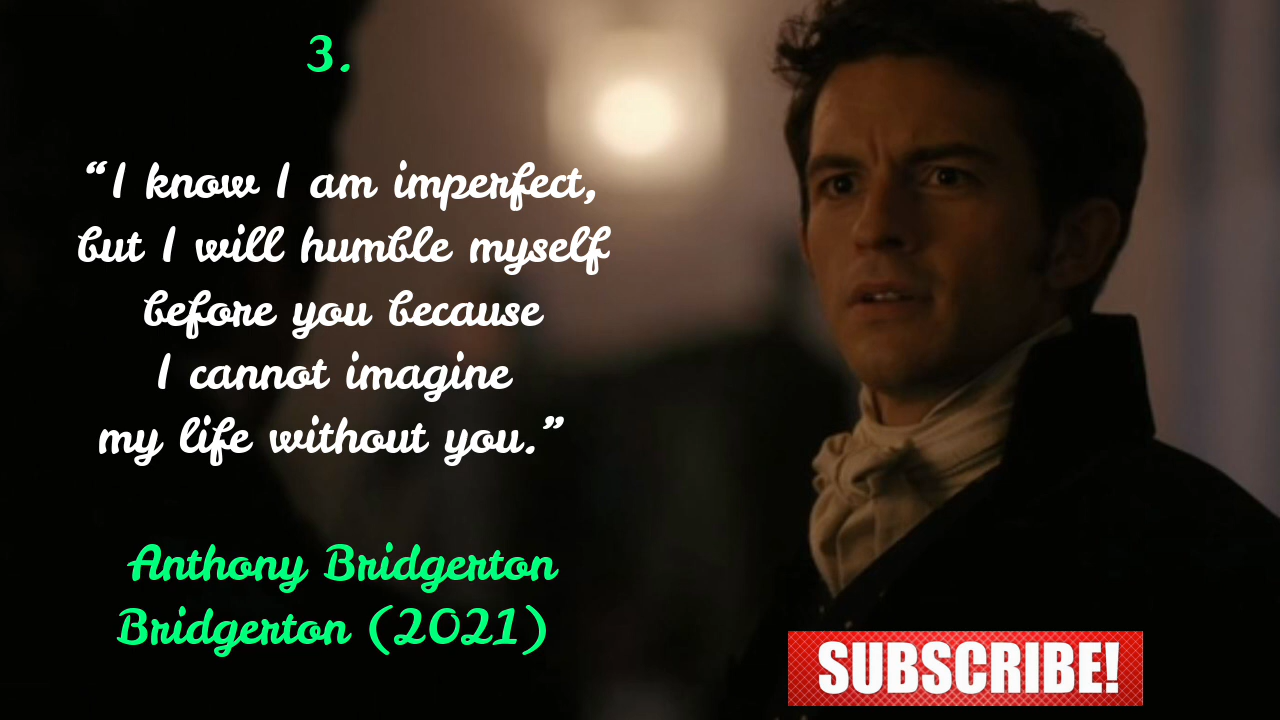 3.
“I know I am imperfect,
but I will humble myself
before you because
I cannot imagine
my life without you.”
Anthony Bridgerton
Bridgerton (2021)
SUBSCRIBE!